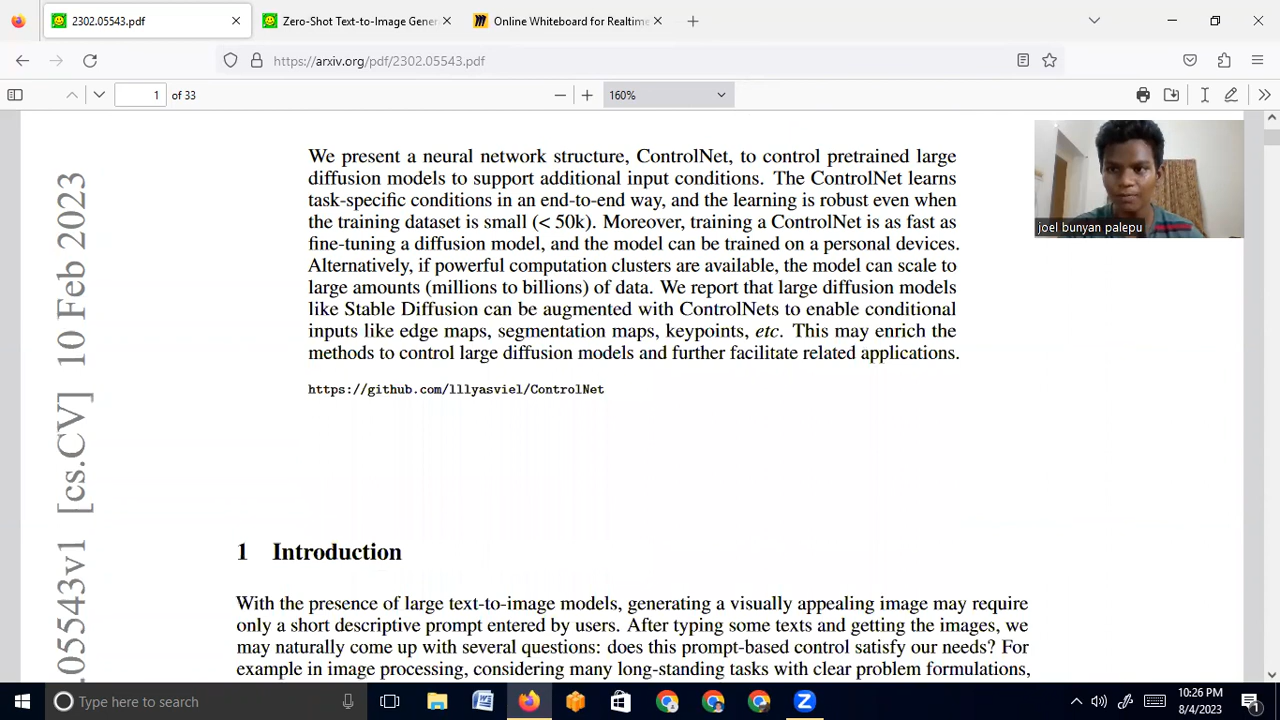 2302.05543.pdf
Zero-Shot Text-to-Image Gener
Online Whiteboard for Realtime
https://arxiv.org/pdf/2302.05543.pdf
1 of 33
160%
We present a neural network structure, ControlNet, to control pretrained large
diffusion models to support additional input conditions. The ControlNet learns
task-specific conditions in an end-to-end way, and the learning is robust even when
the training dataset is small (< 50k). Moreover, training a ControlNet is as fast as
fine-tuning a diffusion model, and the model can be trained on a personal devices.
Alternatively, if powerful computation clusters are available, the model can scale to
large amounts (millions to billions) of data. We report that large diffusion models
like Stable Diffusion can be augmented with ControlNets to enable conditional
inputs like edge maps, segmentation maps, keypoints, etc. This may enrich the
methods to control large diffusion models and further facilitate related applications.
https://github.com/lllyasviel/ControlNet
1 Introduction
With the presence of large text-to-image models, generating a visually appealing image may require
only a short descriptive prompt entered by users. After typing some texts and getting the images, we
may naturally come up with several questions: does this prompt-based control satisfy our needs? For
example in image processing, considering many long-standing tasks with clear problem formulations,
.05543v1 [cs.CV] 10 Feb 2023
joel bunyan palepu
Type here to search
10:26 PM
8/4/2023
1